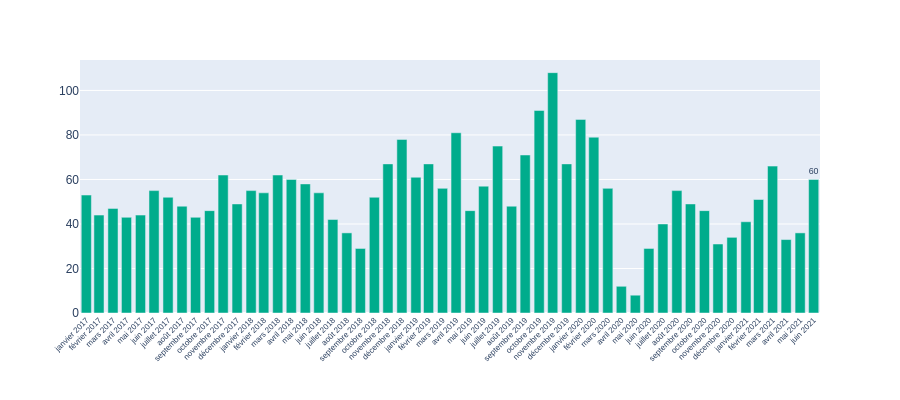 100
80
60
40
20
0
60
janvier 2017
février 2017
mars 2017
avril 2017
mai 2017
juin 2017
juillet 2017
août 2017
septembre 2017
octobre 2017
novembre 2017
décembre 2017
janvier 2018
février 2018
mars 2018
avril 2018
mai 2018
juin 2018
juillet 2018
août 2018
septembre 2018
octobre 2018
novembre 2018
décembre 2018
janvier 2019
février 2019
mars 2019
avril 2019
mai 2019
juin 2019
juillet 2019
août 2019
septembre 2019
octobre 2019
novembre 2019
décembre 2019
janvier 2020
février 2020
mars 2020
avril 2020
mai 2020
juin 2020
juillet 2020
août 2020
septembre 2020
octobre 2020
novembre 2020
décembre 2020
janvier 2021
février 2021
mars 2021
avril 2021
mai 2021
juin 2021